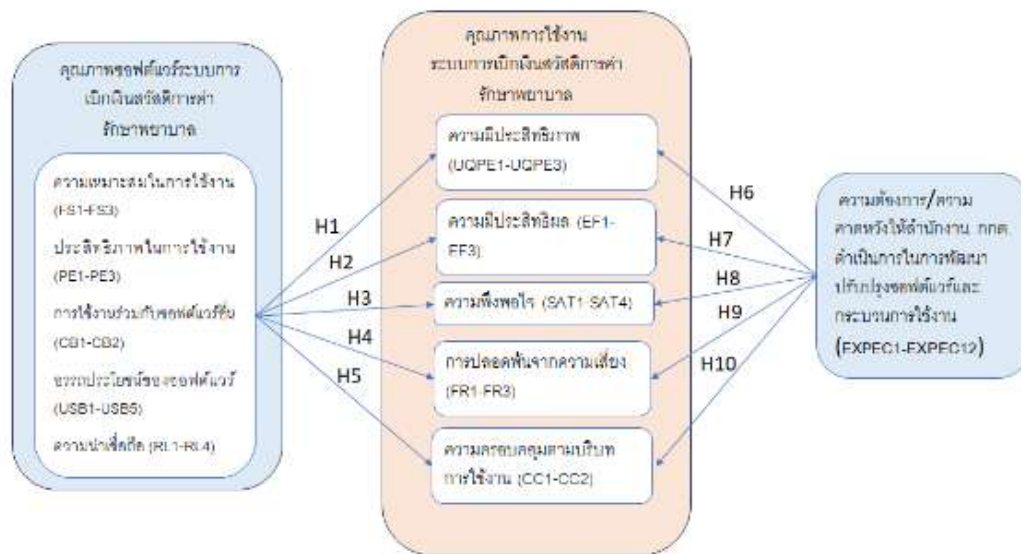 คุณภาพซอฟต์แวร์ระบบการ
เบิกเงินสวัสดิการค่า
รักษาพยาบาล
ความเหมาะสมในการใช้งาน
(FS1-FS3)
ประสิทธิภาพในการใช้งาน
(PE1-PE3)
การใช้งานร่วมกับซอฟต์แวร์อื่น
(CB1-CB2)
อรรถประโยชน์ของซอฟต์แวร์
(USB1-USB5)
ความน่าเชื่อถือ (RL1-RL4)
H1
H2
H3
H4
H5
คุณภาพการใช้งาน
ระบบการเบิกเงินสวัสดิการค่า
รักษาพยาบาล
ความมีประสิทธิภาพ
(UQPE1-UQPE3)
ความมีประสิทธิผล (EF1-
EF3)
ความพึงพอใจ (SAT1-SAT4)
การปลอดพ้นจากความเสี่ยง
(FR1-FR3)
ความครอบคลุมตามบริบท
การใช้งาน (CC1-CC2)
H6
H7
H8
H9
H10
ความต้องการ/ความ
คาดหวังให้สำนักงาน กกต.
ดำเนินการในการพัฒนา
ปรับปรุงซอฟต์แวร์และ
กระบวนการใช้งาน
(EXPEC1-EXPEC12)